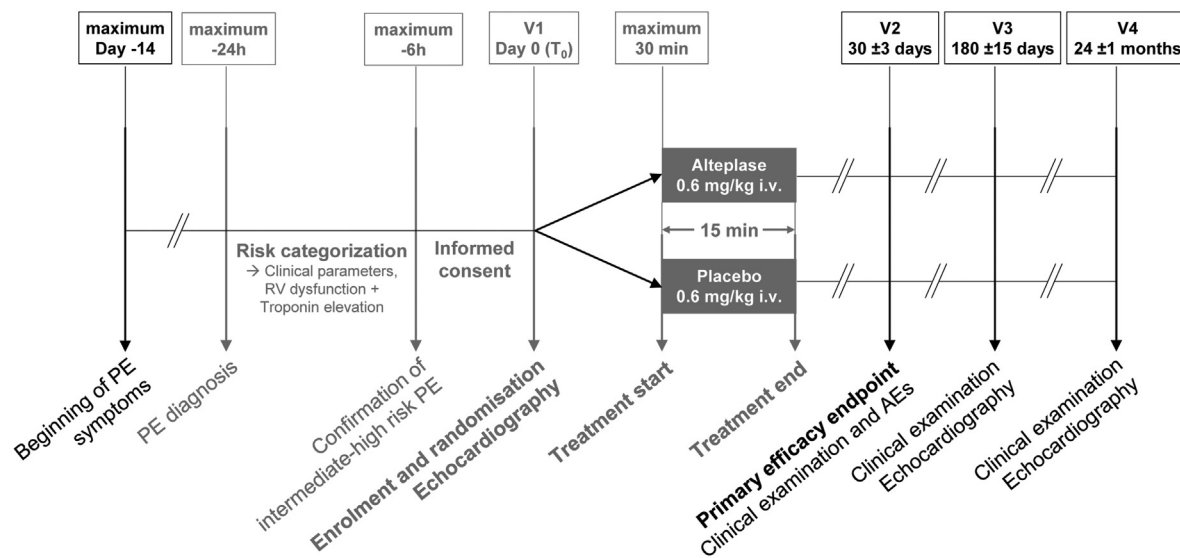 maximum
Day -14
maximum
-24h
maximum
-6h
V1
Day 0 (T₀)
maximum
30 min
V2
30 ±3 days
V3
180 ±15 days
V4
24 ±1 months
Alteplase
0.6 mg/kg i.v.
15 min
Placebo
0.6 mg/kg i.v.
Risk categorization
→ Clinical parameters,
RV dysfunction +
Troponin elevation
Informed
consent
Beginning of PE
symptoms
PE diagnosis
Confirmation of
intermediate-high risk PE
Enrolment and randomisation
Echocardiography
Treatment start
Treatment end
Primary efficacy endpoint
Clinical examination and AEs
Clinical examination
Echocardiography
Clinical examination
Echocardiography